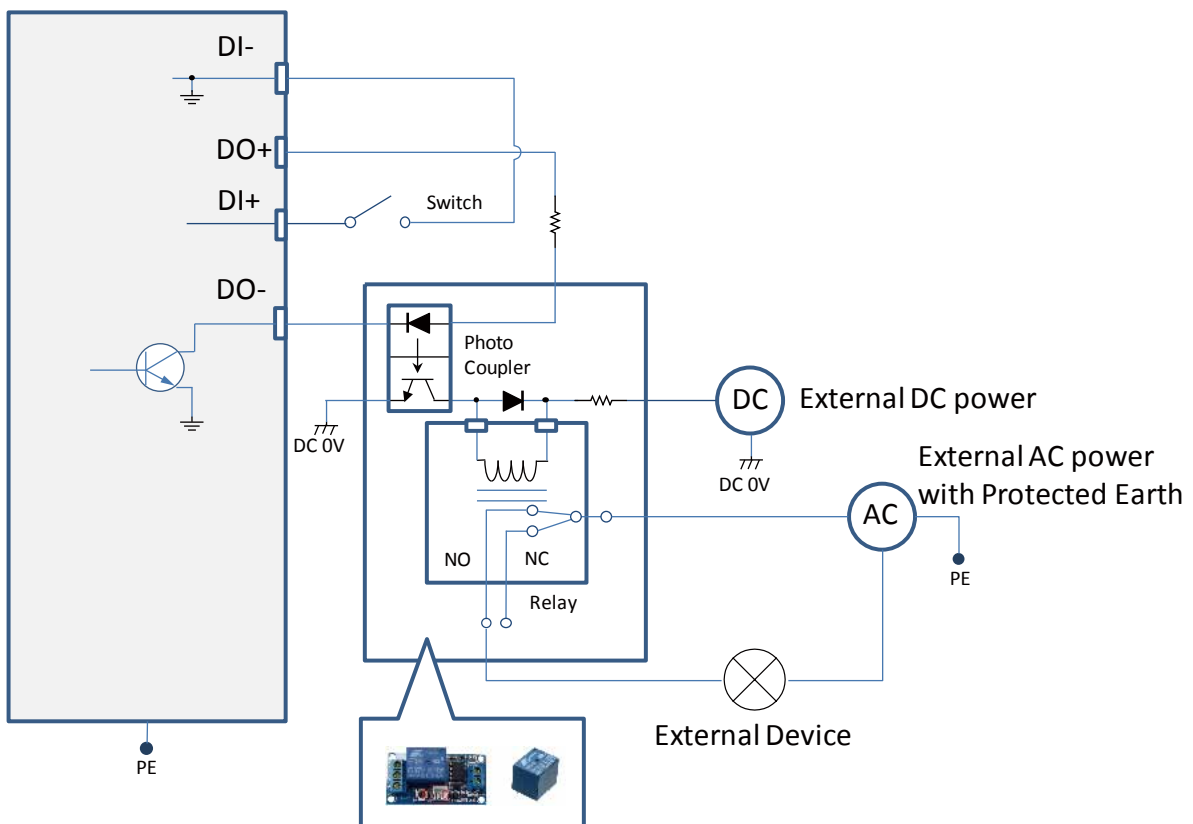 DI-
DO+
DI+
Switch
DO-
Photo
Coupler
DC
External DC power
DC 0V
DC 0V
External AC power
with Protected Earth
AC
NO
NC
PE
Relay
External Device
PE